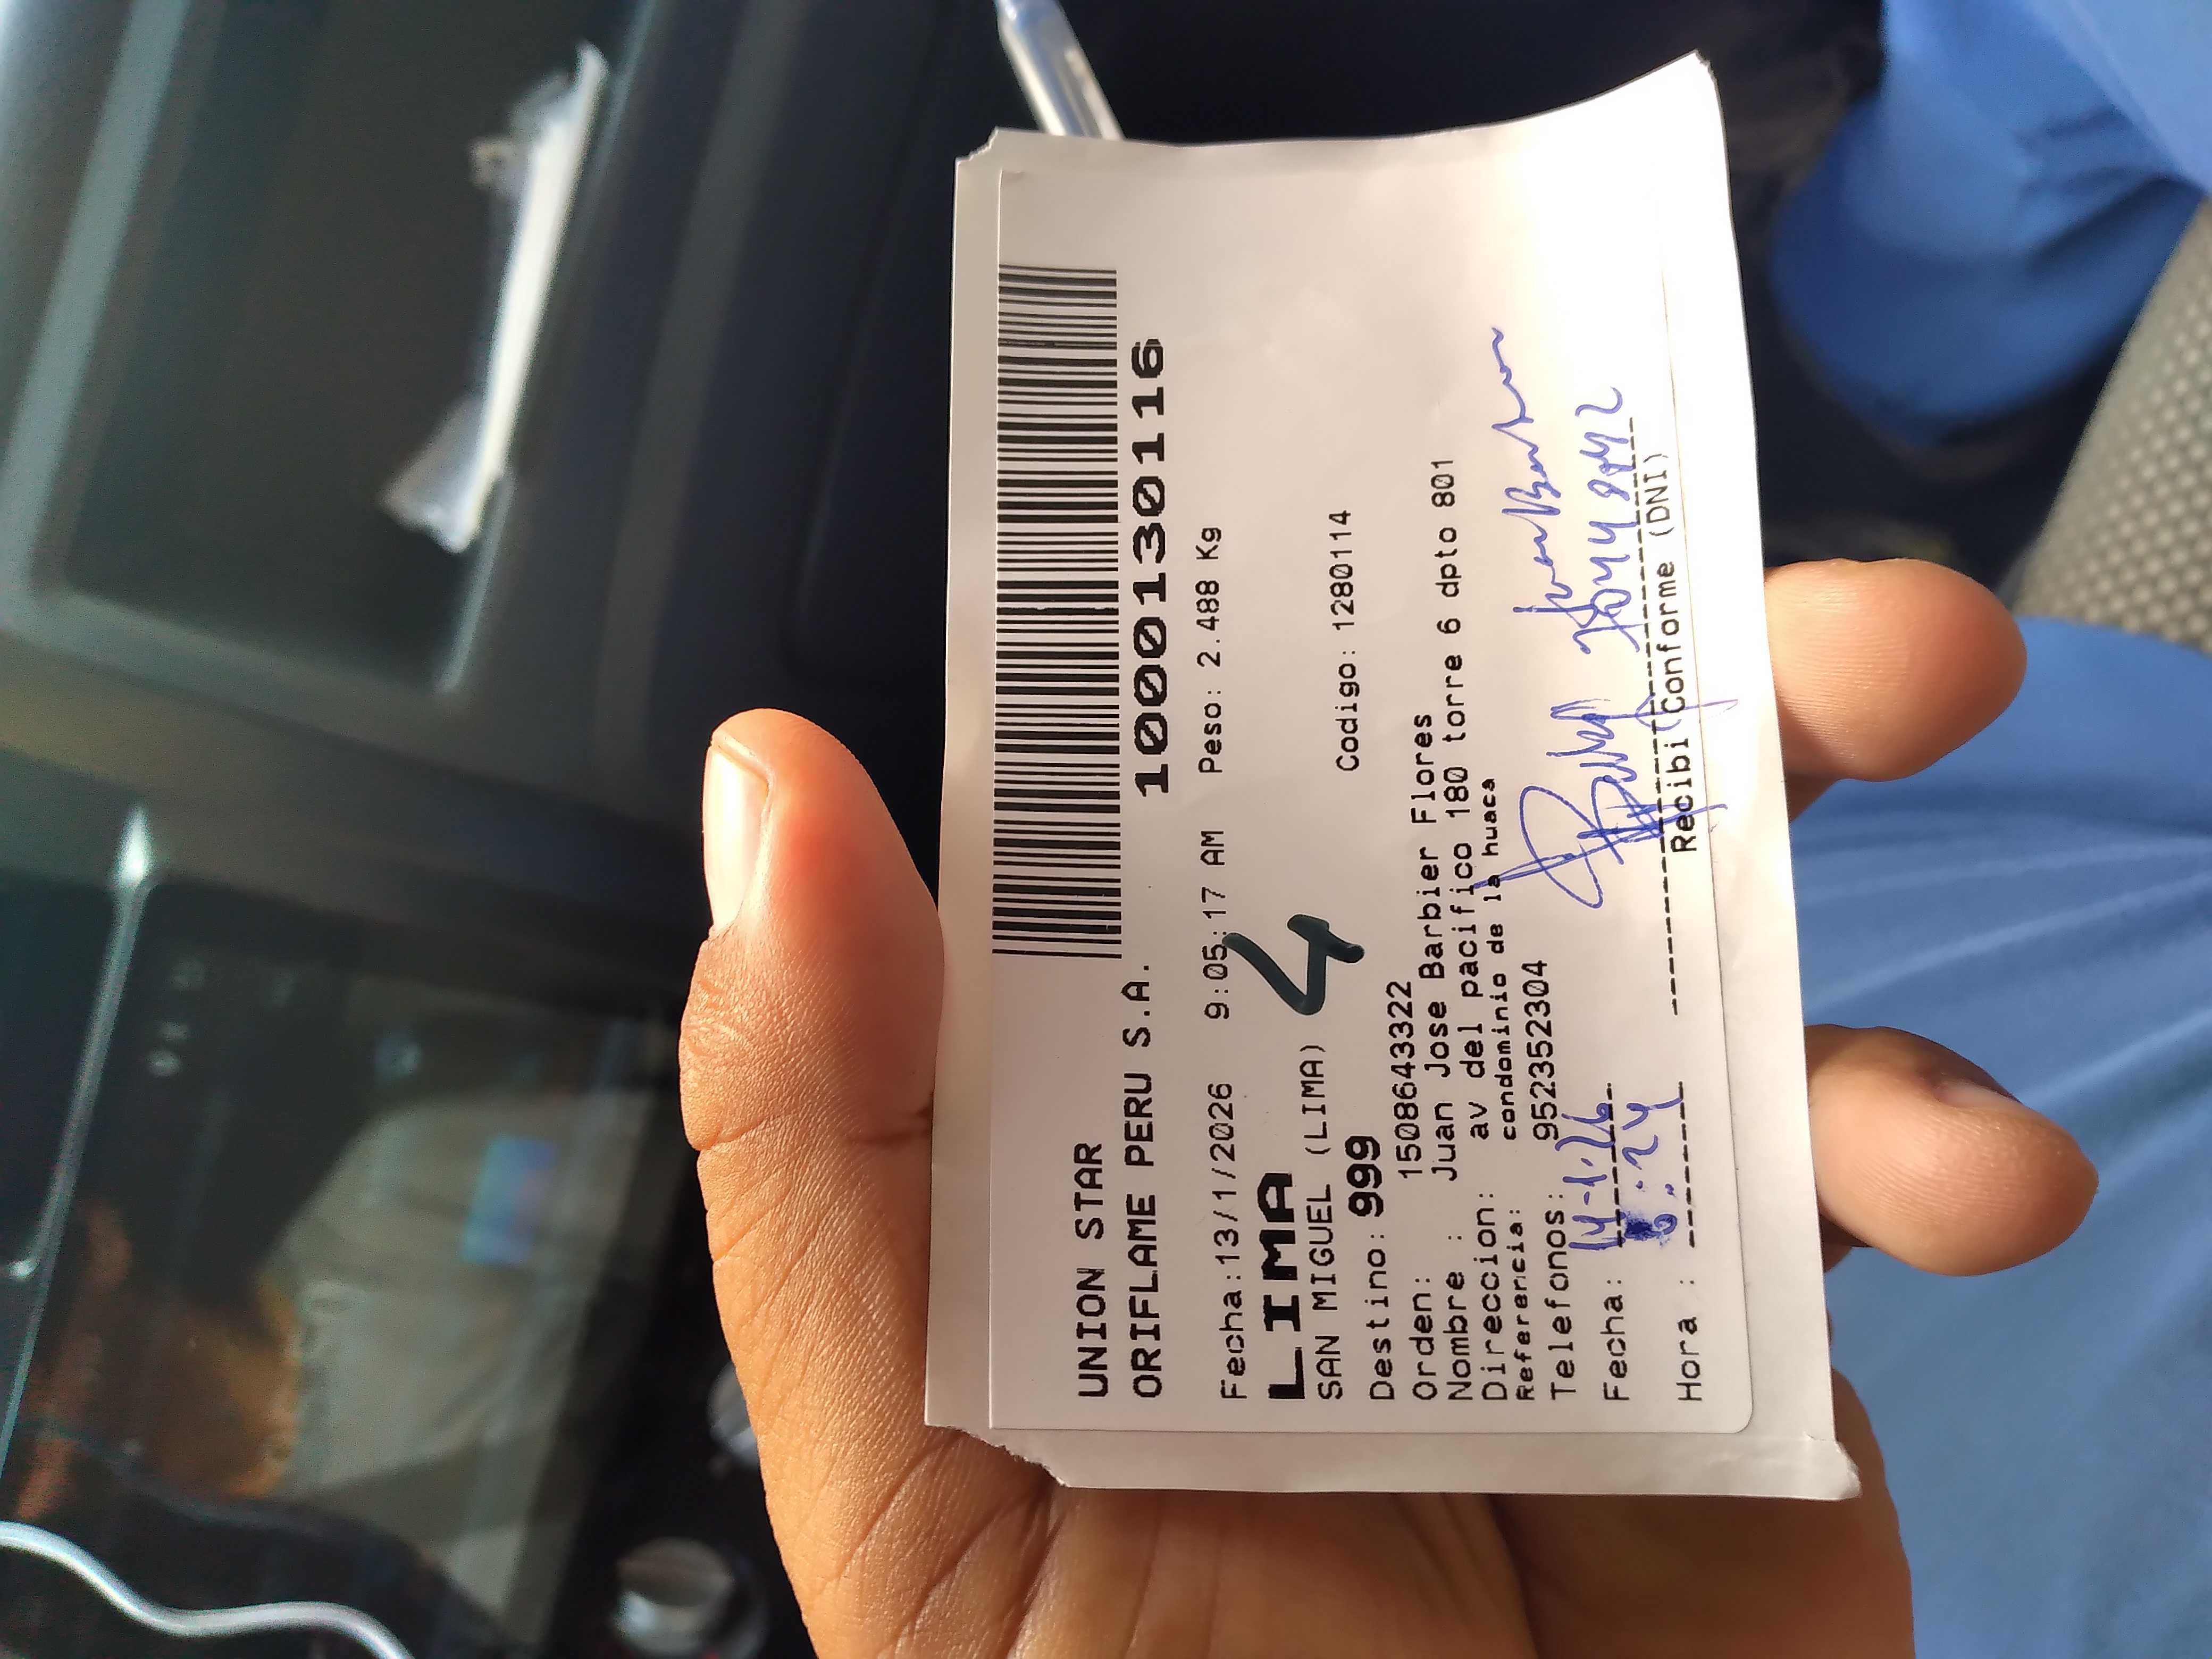 UNION STAR
ORIFLAME PERU S.A. 1000130116
Fecha:13/1/2026 9:05:17 AM Peso: 2.488 Kg
LIMA 4
SAN MIGUEL (LIMA)
Destino: 999 Codigo: 1280114
Orden: 1508643322
Nombre : Juan Jose Barbier Flores
Direccion: av del pacifico 180 torre 6 dpto 801
Referencia: condominio de la huaca
Telefonos: 952352304
Fecha: 14-1-26
Hora :
Recibi Conforme (DNI)